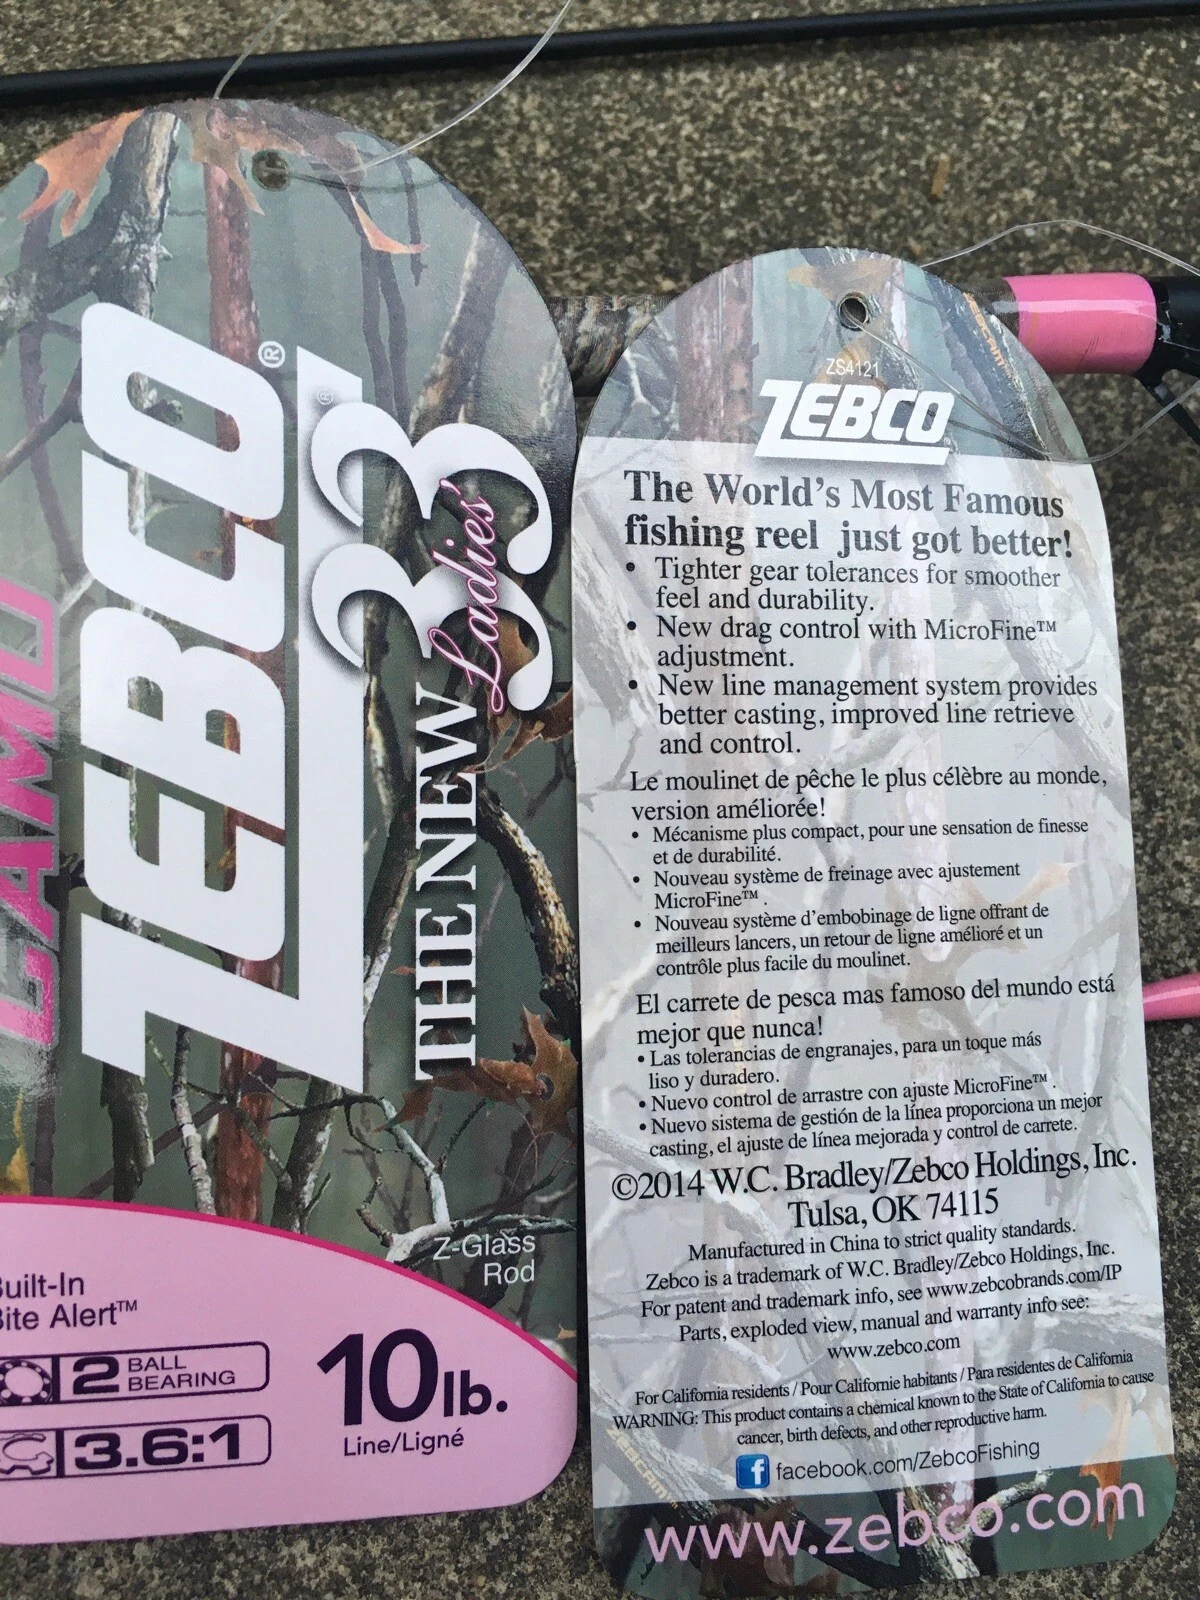 CAMO
ZEBCO®
33®
THE NEW
Ladies'
Z-Glass
Rod
Built-In
Bite Alert™
2 BALL
BEARING
3.6:1
10lb.
Line/Ligné
ZS4121
ZEBCO
The World's Most Famous
fishing reel just got better!
• Tighter gear tolerances for smoother
feel and durability.
• New drag control with MicroFine™
adjustment.
• New line management system provides
better casting, improved line retrieve
and control.
Le moulinet de pêche le plus célèbre au monde,
version améliorée!
• Mécanisme plus compact, pour une sensation de finesse
et de durabilité.
• Nouveau système de freinage avec ajustement
MicroFine™ .
• Nouveau système d'embobinage de ligne offrant de
meilleurs lancers, un retour de ligne amélioré et un
contrôle plus facile du moulinet.
El carrete de pesca mas famoso del mundo está
mejor que nunca!
• Las tolerancias de engranajes, para un toque más
liso y duradero.
• Nuevo control de arrastre con ajuste MicroFine™ .
• Nuevo sistema de gestión de la línea proporciona un mejor
casting, el ajuste de línea mejorada y control de carrete.
©2014 W.C. Bradley/Zebco Holdings, Inc.
Tulsa, OK 74115
Manufactured in China to strict quality standards.
Zebco is a trademark of W.C. Bradley/Zebco Holdings, Inc.
For patent and trademark info, see www.zebcobrands.com/IP
Parts, exploded view, manual and warranty info see:
www.zebco.com
For California residents / Pour Californie habitants / Para residentes de California
WARNING: This product contains a chemical known to the State of California to cause
cancer, birth defects, and other reproductive harm.
f facebook.com/ZebcoFishing
www.zebco.com